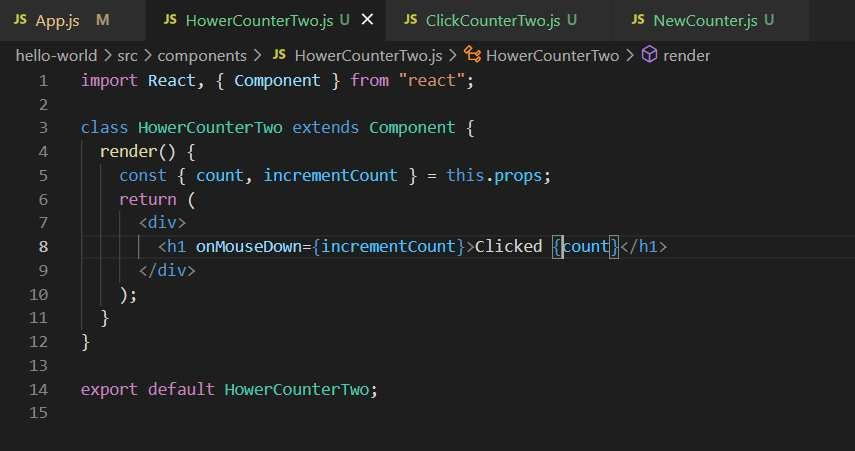 JS App.js M JS HowerCounterTwo.js U × JS ClickCounterTwo.js U JS NewCounter.js U
hello-world > src > components > JS HowerCounterTwo.js > HowerCounterTwo > render
1 import React, { Component } from "react";
2
3 class HowerCounterTwo extends Component {
4 render() {
5 const { count, incrementCount } = this.props;
6 return (
7 <div>
8 <h1 onMouseDown={incrementCount}>Clicked {count}</h1>
9 </div>
10 );
11 }
12 }
13
14 export default HowerCounterTwo;
15